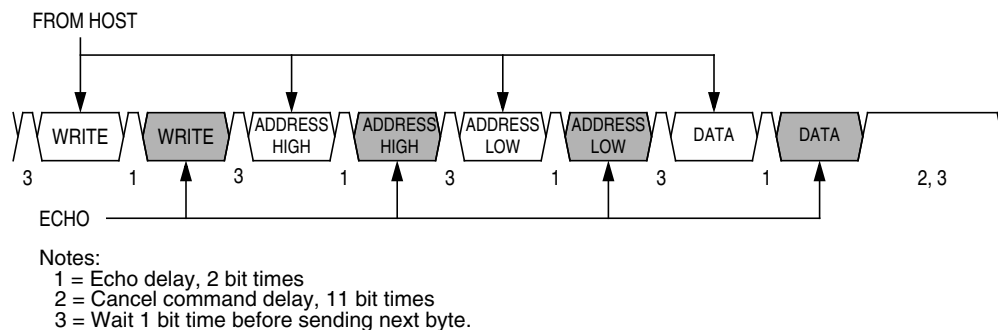 FROM HOST
WRITE WRITE ADDRESS HIGH ADDRESS HIGH ADDRESS LOW ADDRESS LOW DATA DATA
3 1 3 1 3 1 3 1 2, 3
ECHO
Notes:
1 = Echo delay, 2 bit times
2 = Cancel command delay, 11 bit times
3 = Wait 1 bit time before sending next byte.